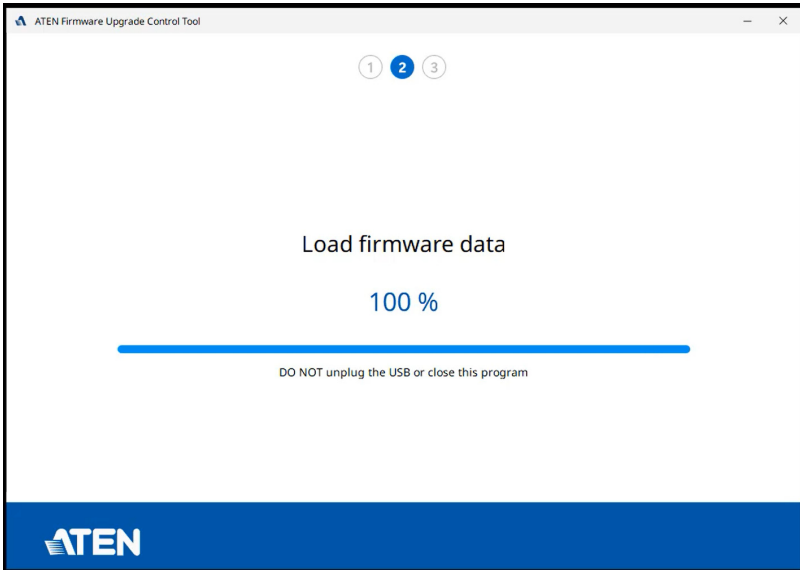 ATEN Firmware Upgrade Control Tool
1 2 3
Load firmware data
100 %
DO NOT unplug the USB or close this program
ATEN